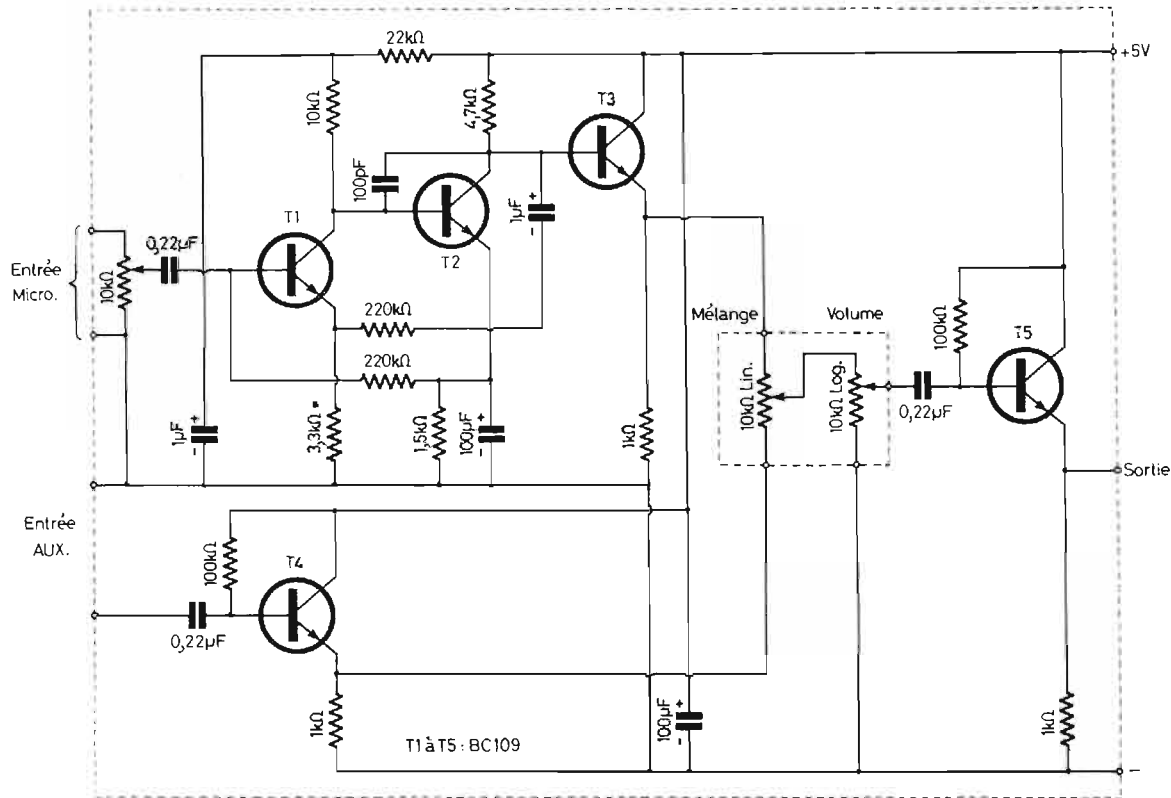 22kΩ
+5V
10kΩ
4,7kΩ
T3
100pF
T1
T2
1µF
+
-
0,22µF
Entrée
Micro.
10kΩ
220kΩ
220kΩ
Mélange
Volume
100kΩ
T5
1µF
+
-
3,3kΩ*
1,5kΩ
100µF
+
-
1kΩ
10kΩ Lin.
10kΩ Log.
0,22µF
Sortie
Entrée
AUX.
100kΩ
T4
0,22µF
1kΩ
T1 à T5 : BC109
100µF
+
-
1kΩ
-